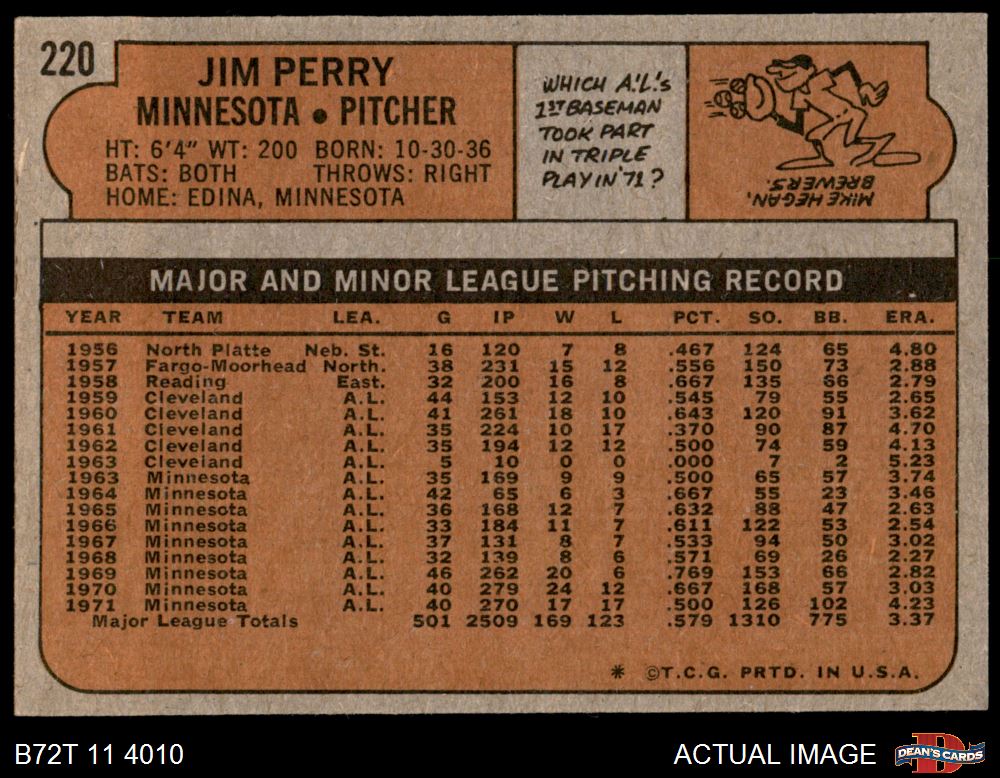 220
JIM PERRY
MINNESOTA • PITCHER
HT: 6'4" WT: 200 BORN: 10-30-36
BATS: BOTH THROWS: RIGHT
HOME: EDINA, MINNESOTA
WHICH A.L.'s
1ST BASEMAN
TOOK PART
IN TRIPLE
PLAY IN '71?
MIKE HEGAN,
BREWERS.
MAJOR AND MINOR LEAGUE PITCHING RECORD
YEAR TEAM LEA. G IP W L PCT. SO. BB. ERA.
1956 North Platte Neb. St. 16 120 7 8 .467 124 65 4.80
1957 Fargo-Moorhead North. 38 231 15 12 .556 150 73 2.88
1958 Reading East. 32 200 16 8 .667 135 66 2.79
1959 Cleveland A.L. 44 153 12 10 .545 79 55 2.65
1960 Cleveland A.L. 41 261 18 10 .643 120 91 3.62
1961 Cleveland A.L. 35 224 10 17 .370 90 87 4.70
1962 Cleveland A.L. 35 194 12 12 .500 74 59 4.13
1963 Cleveland A.L. 5 10 0 0 .000 7 2 5.23
1963 Minnesota A.L. 35 169 9 9 .500 65 57 3.74
1964 Minnesota A.L. 42 65 6 3 .667 55 23 3.46
1965 Minnesota A.L. 36 168 12 7 .632 88 47 2.63
1966 Minnesota A.L. 33 184 11 7 .611 122 53 2.54
1967 Minnesota A.L. 37 131 8 7 .533 94 50 3.02
1968 Minnesota A.L. 32 139 8 6 .571 69 26 2.27
1969 Minnesota A.L. 46 262 20 6 .769 153 66 2.82
1970 Minnesota A.L. 40 279 24 12 .667 168 57 3.03
1971 Minnesota A.L. 40 270 17 17 .500 126 102 4.23
Major League Totals 501 2509 169 123 .579 1310 775 3.37
* ©T.C.G. PRTD. IN U.S.A.
B72T 11 4010
ACTUAL IMAGE
DEAN'S CARDS